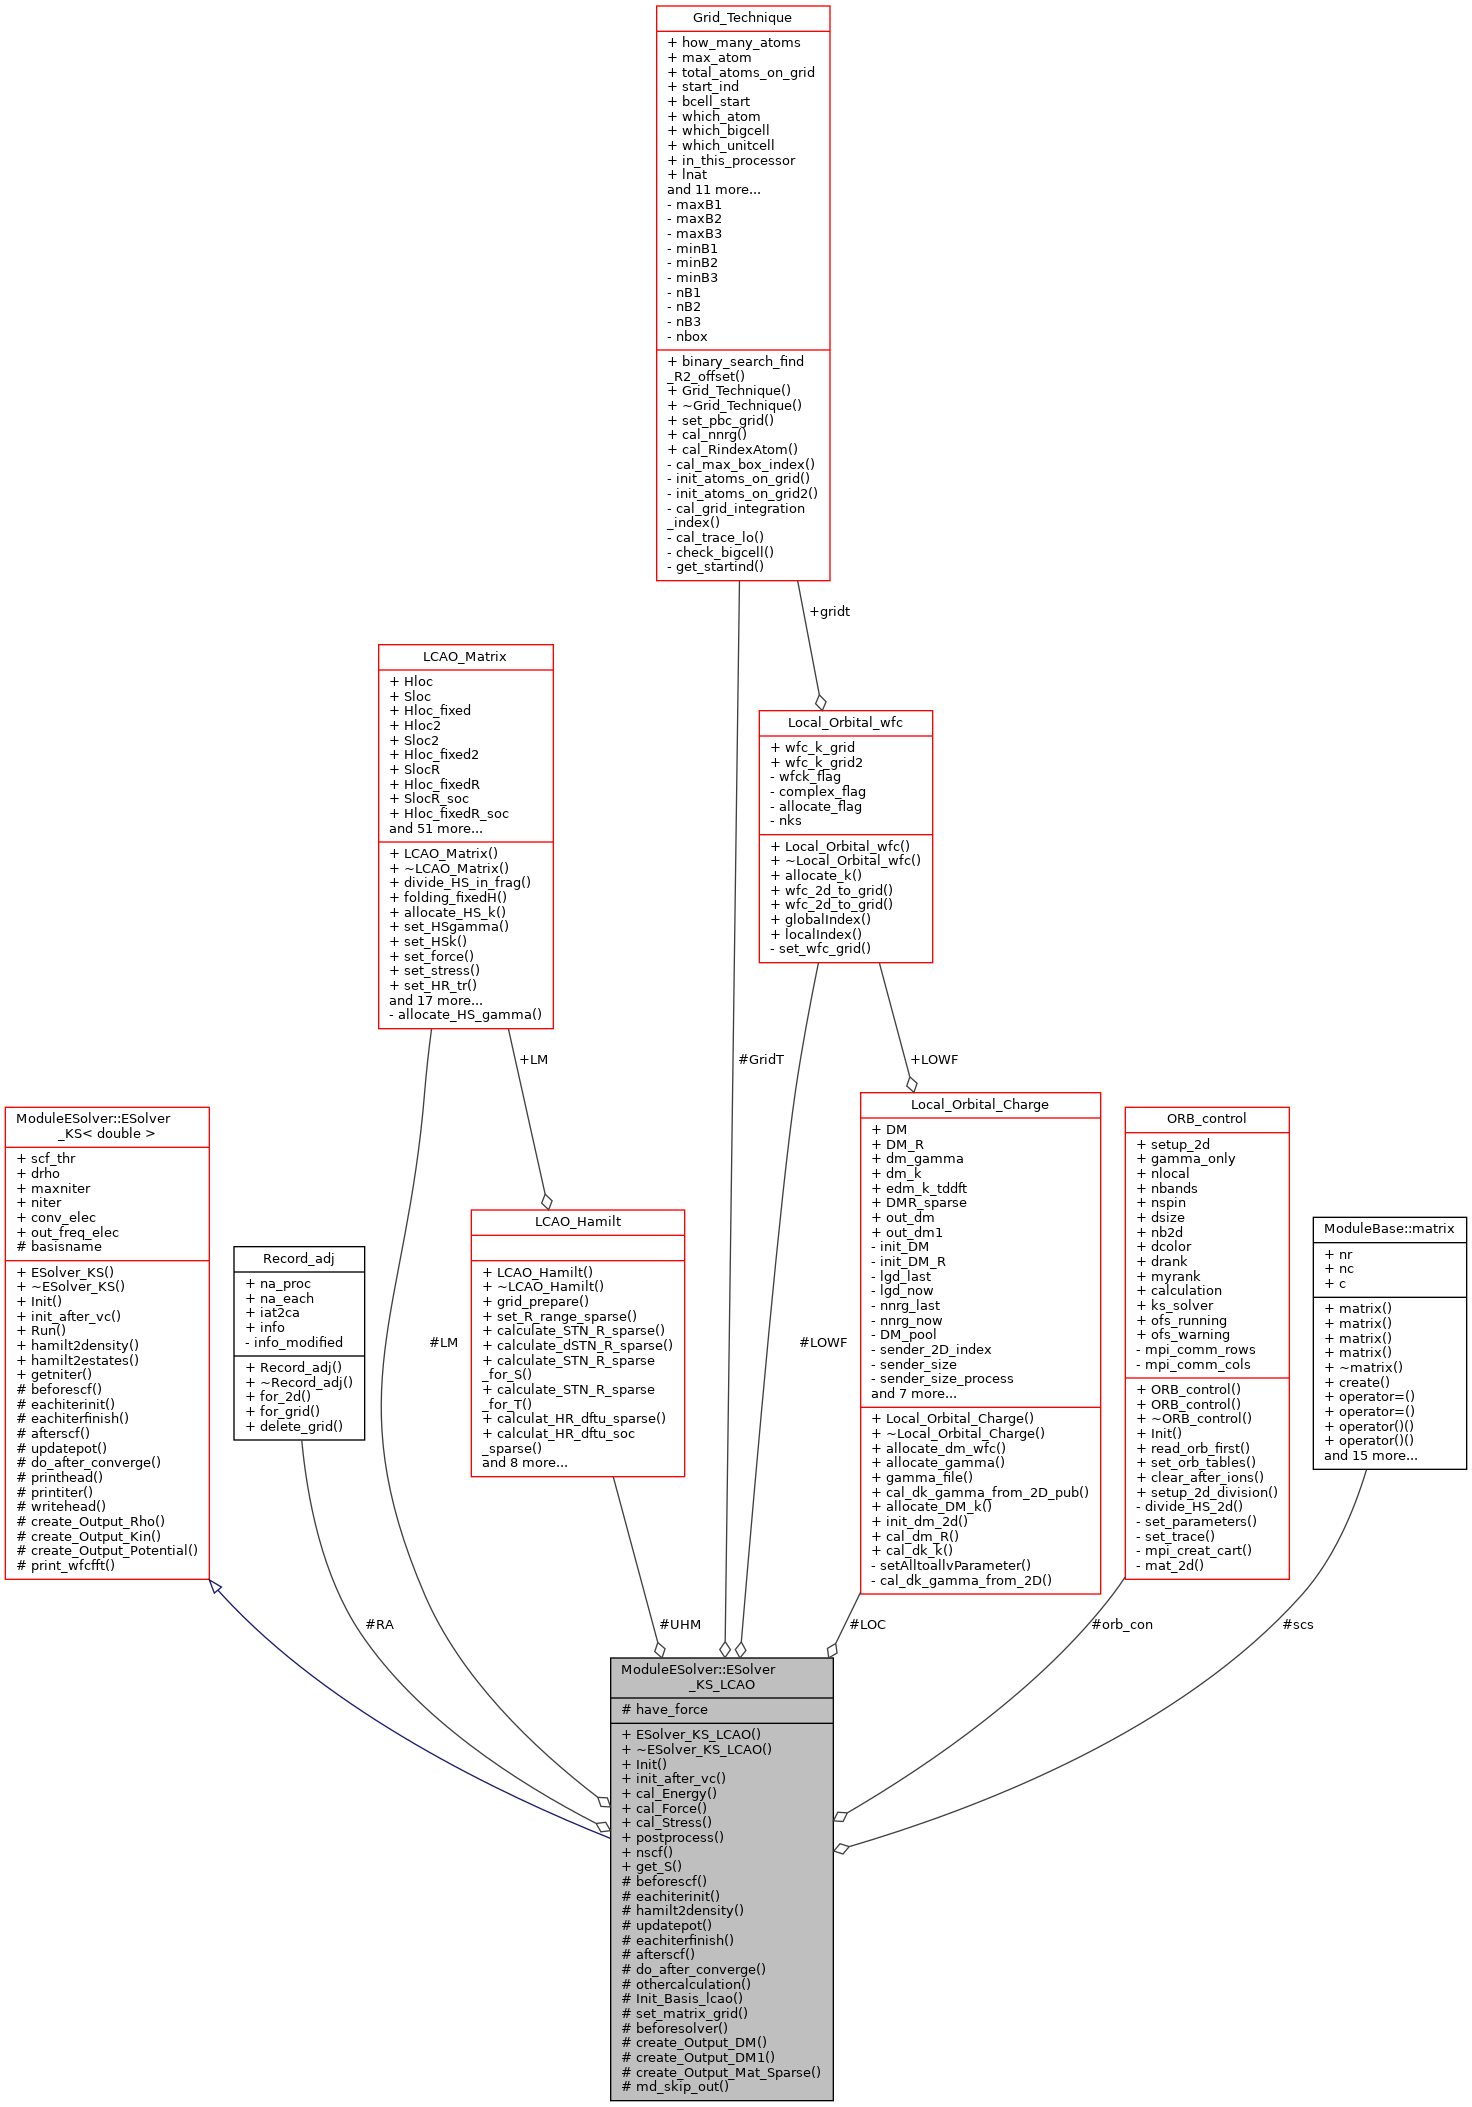 Grid_Technique
+ how_many_atoms
+ max_atom
+ total_atoms_on_grid
+ start_ind
+ bcell_start
+ which_atom
+ which_bigcell
+ which_unitcell
+ in_this_processor
+ lnat
and 11 more...
- maxB1
- maxB2
- maxB3
- minB1
- minB2
- minB3
- nB1
- nB2
- nB3
- nbox
+ binary_search_find
_R2_offset()
+ Grid_Technique()
+ ~Grid_Technique()
+ set_pbc_grid()
+ cal_nnrg()
+ cal_RindexAtom()
- cal_max_box_index()
- init_atoms_on_grid()
- init_atoms_on_grid2()
- cal_grid_integration
_index()
- cal_trace_lo()
- check_bigcell()
- get_startind()
+gridt
LCAO_Matrix
+ Hloc
+ Sloc
+ Hloc_fixed
+ Hloc2
+ Sloc2
+ Hloc_fixed2
+ SlocR
+ Hloc_fixedR
+ SlocR_soc
+ Hloc_fixedR_soc
and 51 more...
+ LCAO_Matrix()
+ ~LCAO_Matrix()
+ divide_HS_in_frag()
+ folding_fixedH()
+ allocate_HS_k()
+ set_HSgamma()
+ set_HSk()
+ set_force()
+ set_stress()
+ set_HR_tr()
and 17 more...
- allocate_HS_gamma()
Local_Orbital_wfc
+ wfc_k_grid
+ wfc_k_grid2
- wfck_flag
- complex_flag
- allocate_flag
- nks
+ Local_Orbital_wfc()
+ ~Local_Orbital_wfc()
+ allocate_k()
+ wfc_2d_to_grid()
+ wfc_2d_to_grid()
+ globalIndex()
+ localIndex()
- set_wfc_grid()
+LM
#GridT
+LOWF
ModuleESolver::ESolver
_KS< double >
+ scf_thr
+ drho
+ maxniter
+ niter
+ conv_elec
+ out_freq_elec
# basisname
+ ESolver_KS()
+ ~ESolver_KS()
+ Init()
+ init_after_vc()
+ Run()
+ hamilt2density()
+ hamilt2estates()
+ getniter()
# beforescf()
# eachiterinit()
# eachiterfinish()
# afterscf()
# updatepot()
# do_after_converge()
# printhead()
# printiter()
# writehead()
# create_Output_Rho()
# create_Output_Kin()
# create_Output_Potential()
# print_wfcfft()
Record_adj
+ na_proc
+ na_each
+ iat2ca
+ info
- info_modified
+ Record_adj()
+ ~Record_adj()
+ for_2d()
+ for_grid()
+ delete_grid()
#LM
LCAO_Hamilt
+ LCAO_Hamilt()
+ ~LCAO_Hamilt()
+ grid_prepare()
+ set_R_range_sparse()
+ calculate_STN_R_sparse()
+ calculate_dSTN_R_sparse()
+ calculate_STN_R_sparse
_for_S()
+ calculate_STN_R_sparse
_for_T()
+ calculat_HR_dftu_sparse()
+ calculat_HR_dftu_soc
_sparse()
and 8 more...
#LOWF
Local_Orbital_Charge
+ DM
+ DM_R
+ dm_gamma
+ dm_k
+ edm_k_tddft
+ DMR_sparse
+ out_dm
+ out_dm1
- init_DM
- init_DM_R
- lgd_last
- lgd_now
- nnrg_last
- nnrg_now
- DM_pool
- sender_2D_index
- sender_size
- sender_size_process
and 7 more...
+ Local_Orbital_Charge()
+ ~Local_Orbital_Charge()
+ allocate_dm_wfc()
+ allocate_gamma()
+ gamma_file()
+ cal_dk_gamma_from_2D_pub()
+ allocate_DM_k()
+ init_dm_2d()
+ cal_dm_R()
+ cal_dk_k()
- setAlltoallvParameter()
- cal_dk_gamma_from_2D()
ORB_control
+ setup_2d
+ gamma_only
+ nlocal
+ nbands
+ nspin
+ dsize
+ nb2d
+ dcolor
+ drank
+ myrank
+ calculation
+ ks_solver
+ ofs_running
+ ofs_warning
- mpi_comm_rows
- mpi_comm_cols
+ ORB_control()
+ ORB_control()
+ ~ORB_control()
+ Init()
+ read_orb_first()
+ set_orb_tables()
+ clear_after_ions()
+ setup_2d_division()
- divide_HS_2d()
- set_parameters()
- set_trace()
- mpi_creat_cart()
- mat_2d()
ModuleBase::matrix
+ nr
+ nc
+ c
+ matrix()
+ matrix()
+ matrix()
+ matrix()
+ ~matrix()
+ create()
+ operator=()
+ operator=()
+ operator()()
+ operator()()
and 15 more...
#RA
#UHM
#LOC
#orb_con
#scs
ModuleESolver::ESolver
_KS_LCAO
# have_force
+ ESolver_KS_LCAO()
+ ~ESolver_KS_LCAO()
+ Init()
+ init_after_vc()
+ cal_Energy()
+ cal_Force()
+ cal_Stress()
+ postprocess()
+ nscf()
+ get_S()
# beforescf()
# eachiterinit()
# hamilt2density()
# updatepot()
# eachiterfinish()
# afterscf()
# do_after_converge()
# othercalculation()
# Init_Basis_lcao()
# set_matrix_grid()
# beforesolver()
# create_Output_DM()
# create_Output_DM1()
# create_Output_Mat_Sparse()
# md_skip_out()